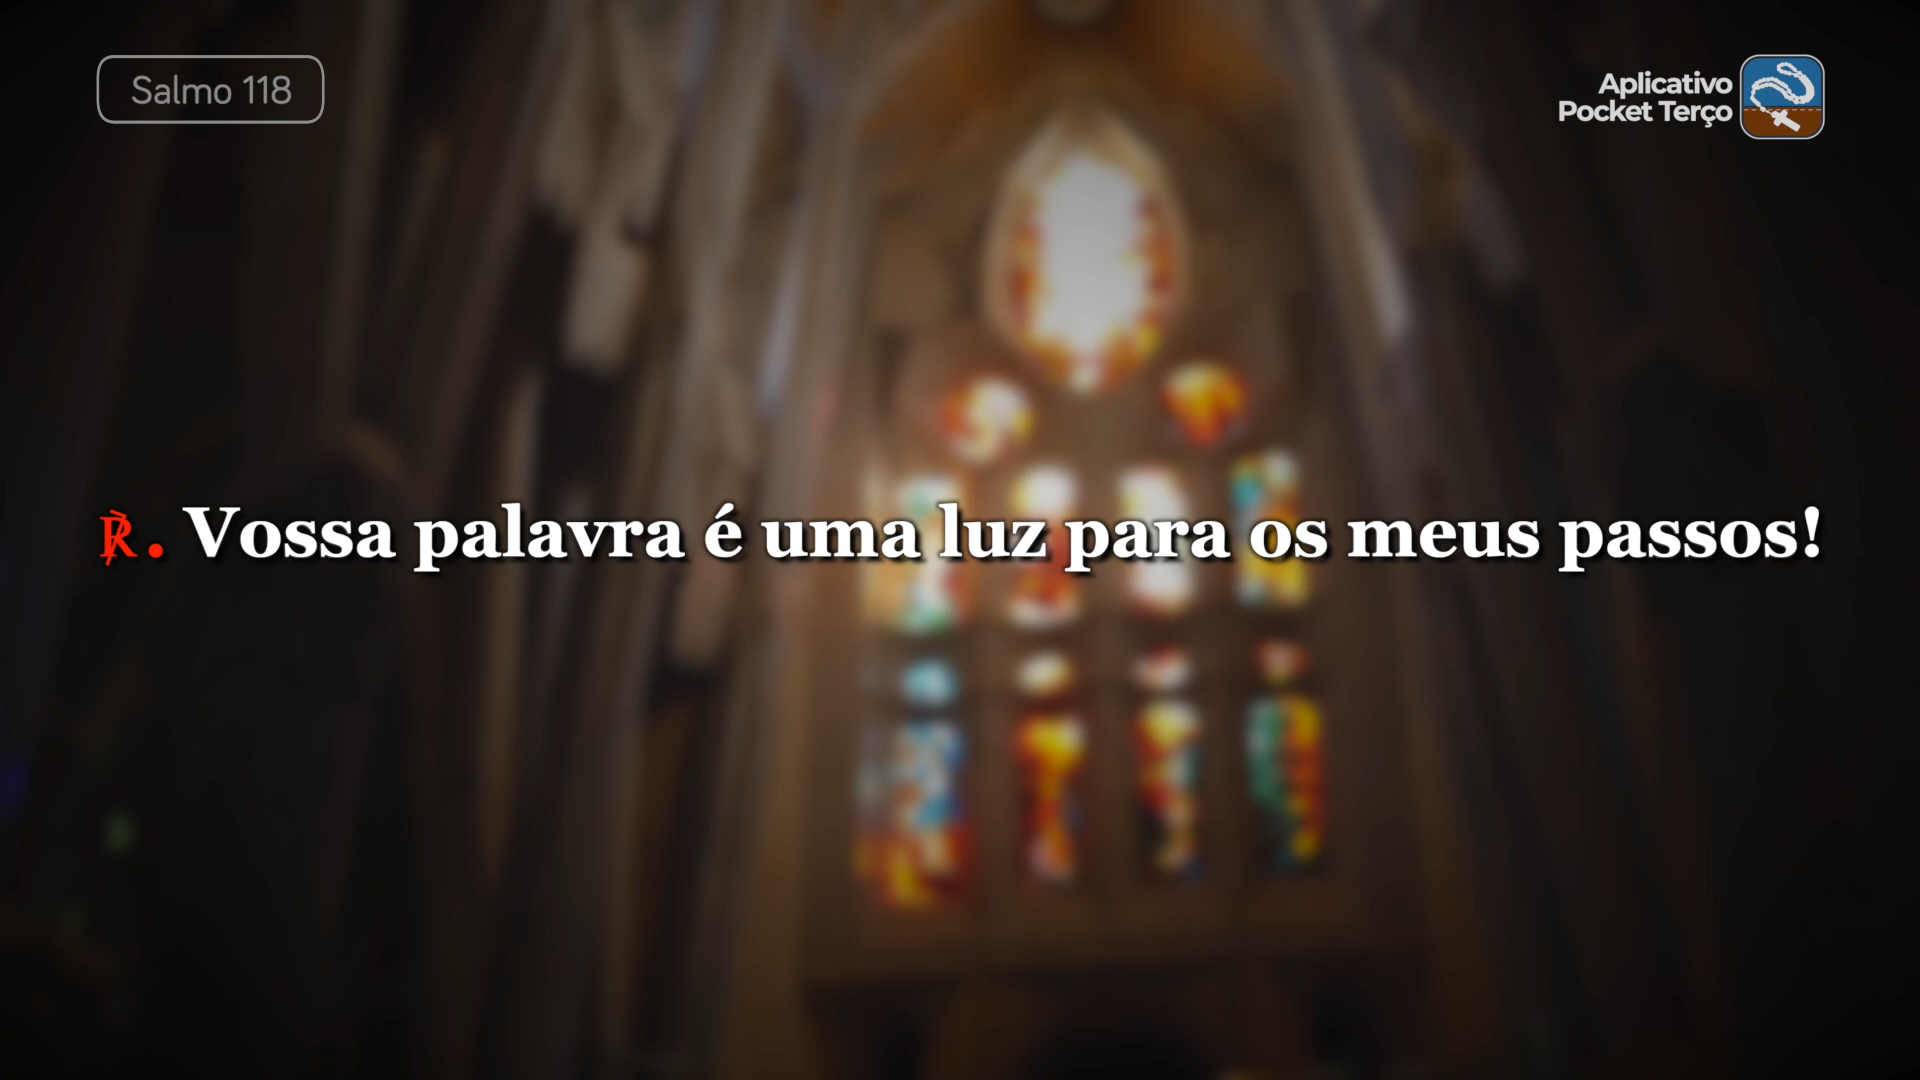 Salmo 118
Aplicativo
Pocket Terço
℟. Vossa palavra é uma luz para os meus passos!